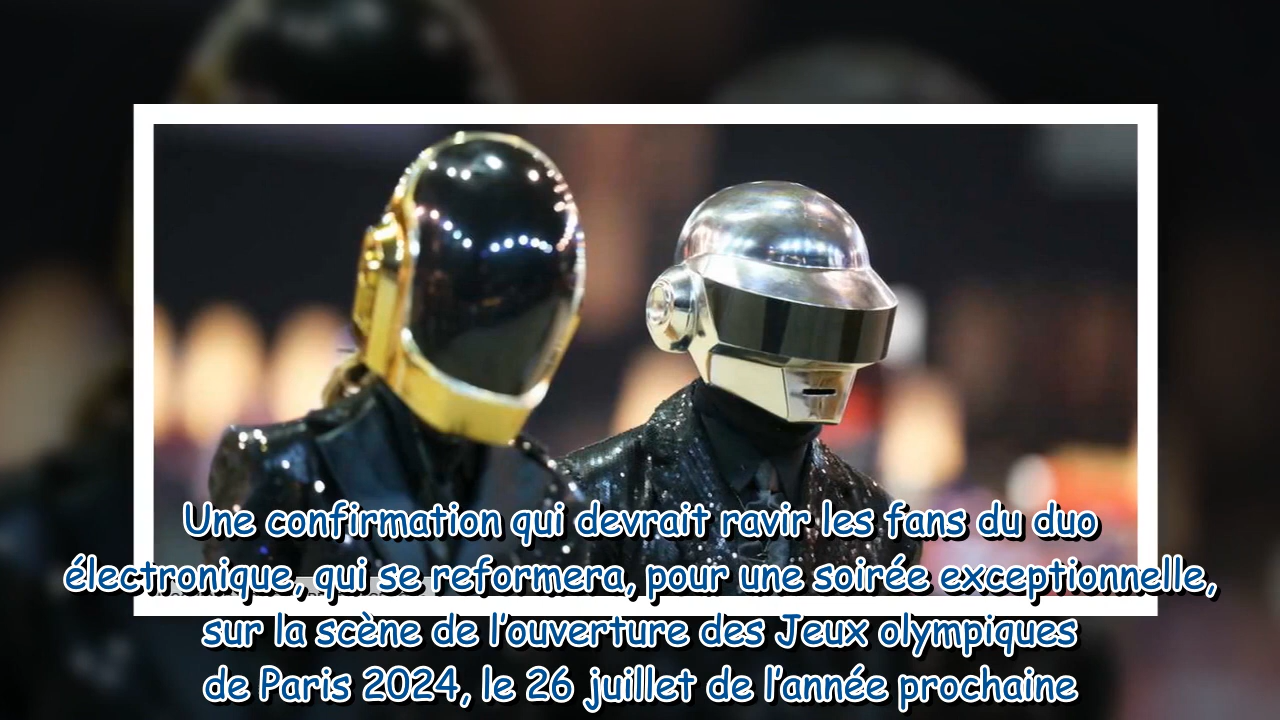 Une confirmation qui devrait ravir les fans du duo
électronique, qui se reformera, pour une soirée exceptionnelle,
sur la scène de l'ouverture des Jeux olympiques
de Paris 2024, le 26 juillet de l'année prochaine